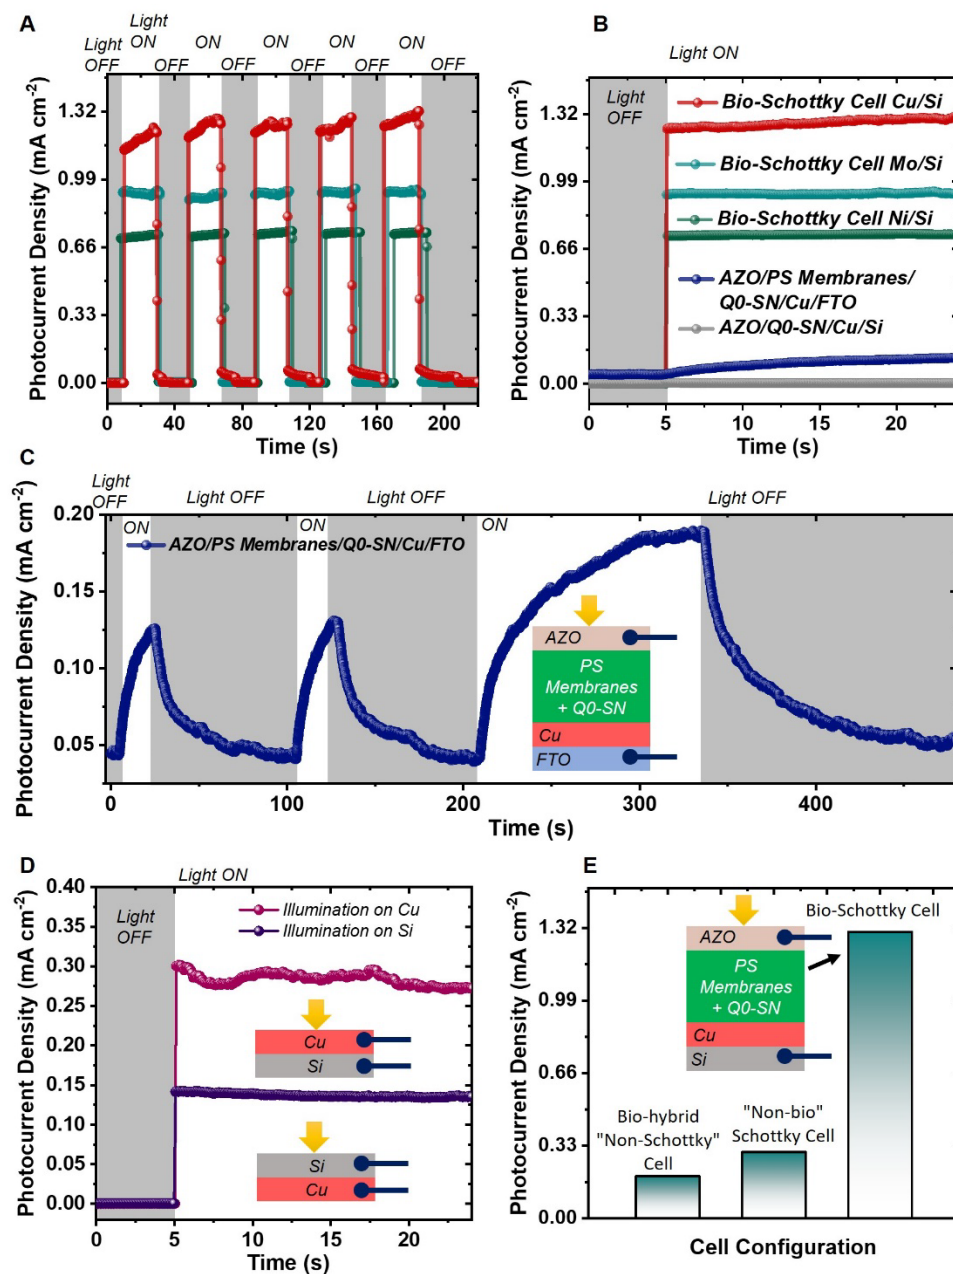 A
Light OFF
Light ON
OFF
ON
OFF
ON
OFF
ON
OFF
ON
OFF
Photocurrent Density (mA cm-2)
1.32
0.99
0.66
0.33
0.00
0
40
80
120
160
200
Time (s)
B
Light ON
Light OFF
Bio-Schottky Cell Cu/Si
Bio-Schottky Cell Mo/Si
Bio-Schottky Cell Ni/Si
AZO/PS Membranes/
Q0-SN/Cu/FTO
AZO/Q0-SN/Cu/Si
Photocurrent Density (mA cm-2)
1.32
0.99
0.66
0.33
0.00
0
5
10
15
20
Time (s)
C
Light OFF
ON
Light OFF
ON
Light OFF
ON
Light OFF
AZO/PS Membranes/Q0-SN/Cu/FTO
Photocurrent Density (mA cm-2)
0.20
0.15
0.10
0.05
AZO
PS
Membranes
+ Q0-SN
Cu
FTO
0
100
200
300
400
Time (s)
D
Light ON
Light
OFF
Illumination on Cu
Illumination on Si
Photocurrent Density (mA cm-2)
0.40
0.35
0.30
0.25
0.20
0.15
0.10
0.05
0.00
Cu
Si
Si
Cu
0
5
10
15
20
Time (s)
E
Photocurrent Density (mA cm-2)
1.32
0.99
0.66
0.33
0.00
Bio-Schottky Cell
AZO
PS
Membranes
+ Q0-SN
Cu
Si
Bio-hybrid
"Non-Schottky"
Cell
"Non-bio"
Schottky Cell
Cell Configuration